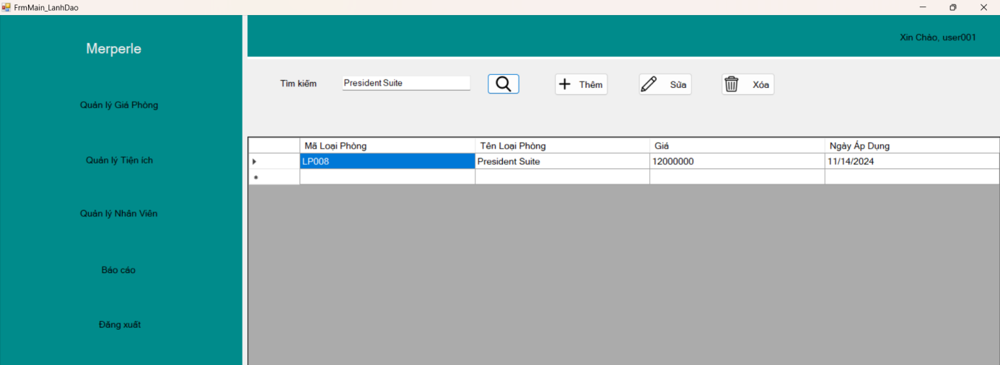 FrmMain_LanhDao
Merperle
Quản lý Giá Phòng
Quản lý Tiện ích
Quản lý Nhân Viên
Báo cáo
Đăng xuất
Xin Chào, user001
Tìm kiếm President Suite Thêm Sửa Xóa
Mã Loại Phòng Tên Loại Phòng Giá Ngày Áp Dụng
LP008 President Suite 12000000 11/14/2024